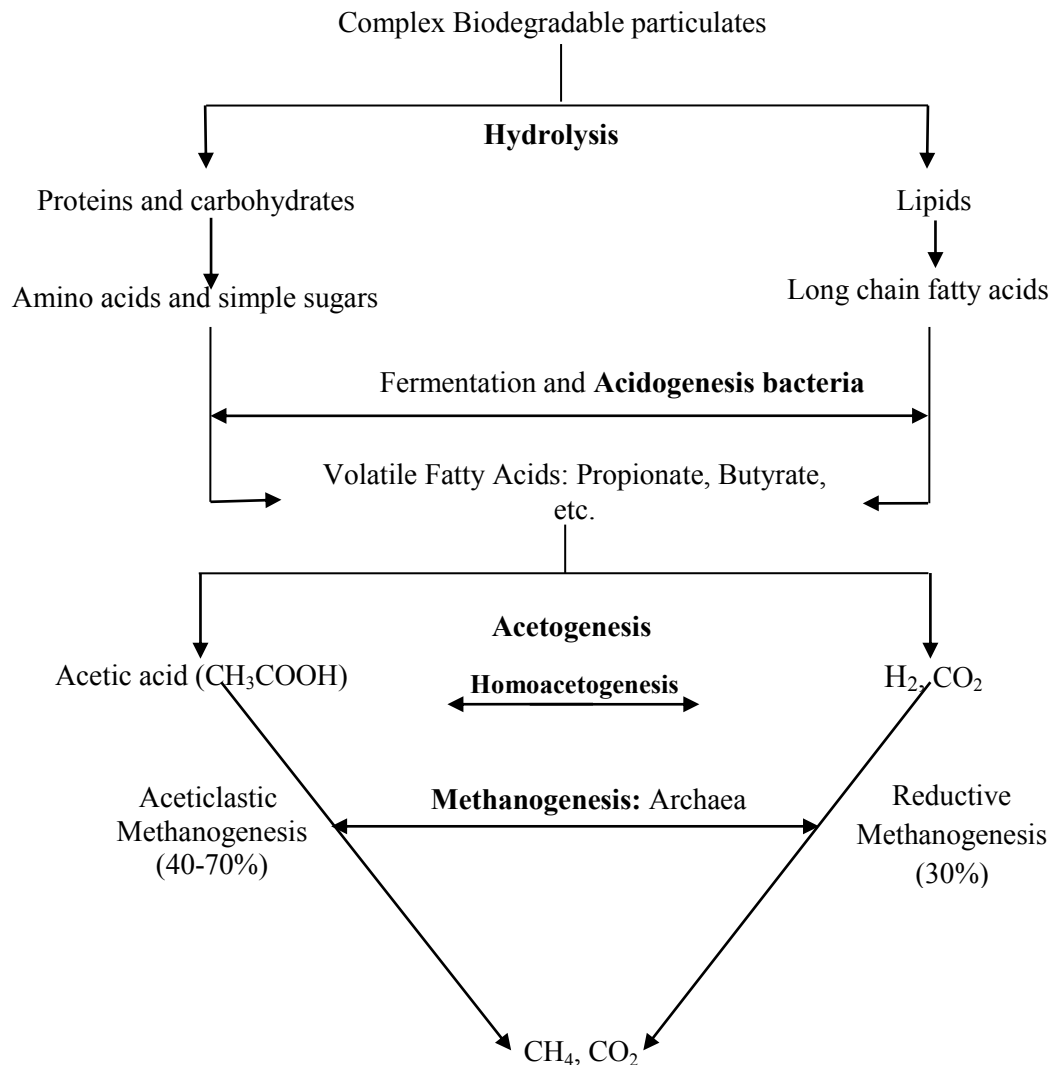 Complex Biodegradable particulates
Hydrolysis
Proteins and carbohydrates
Lipids
Amino acids and simple sugars
Long chain fatty acids
Fermentation and Acidogenesis bacteria
Volatile Fatty Acids: Propionate, Butyrate,
etc.
Acetogenesis
Acetic acid (CH₃COOH)
Homoacetogenesis
H₂, CO₂
Aceticlastic
Methanogenesis
(40-70%)
Methanogenesis: Archaea
Reductive
Methanogenesis
(30%)
CH₄, CO₂